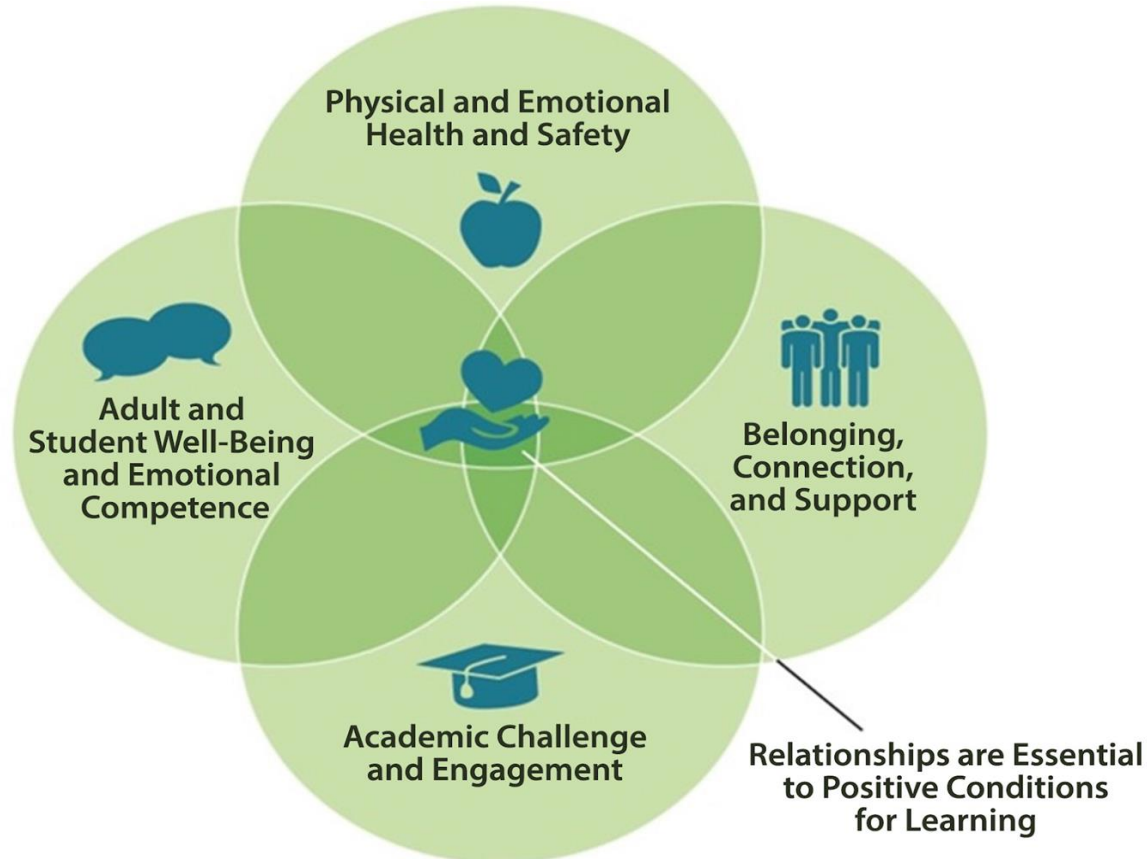 Physical and Emotional
Health and Safety
Adult and
Student Well-Being
and Emotional
Competence
Belonging,
Connection,
and Support
Academic Challenge
and Engagement
Relationships are Essential
to Positive Conditions
for Learning